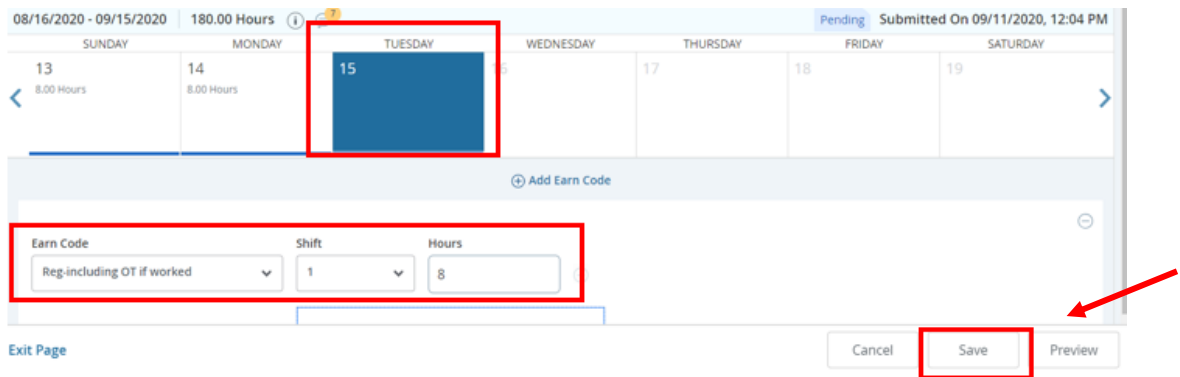 08/16/2020 - 09/15/2020 180.00 Hours 7 Pending Submitted On 09/11/2020, 12:04 PM
SUNDAY MONDAY TUESDAY WEDNESDAY THURSDAY FRIDAY SATURDAY
13 14 15 16 17 18 19
8.00 Hours 8.00 Hours
Add Earn Code
Earn Code Shift Hours
Reg-including OT if worked 1 8
Exit Page Cancel Save Preview